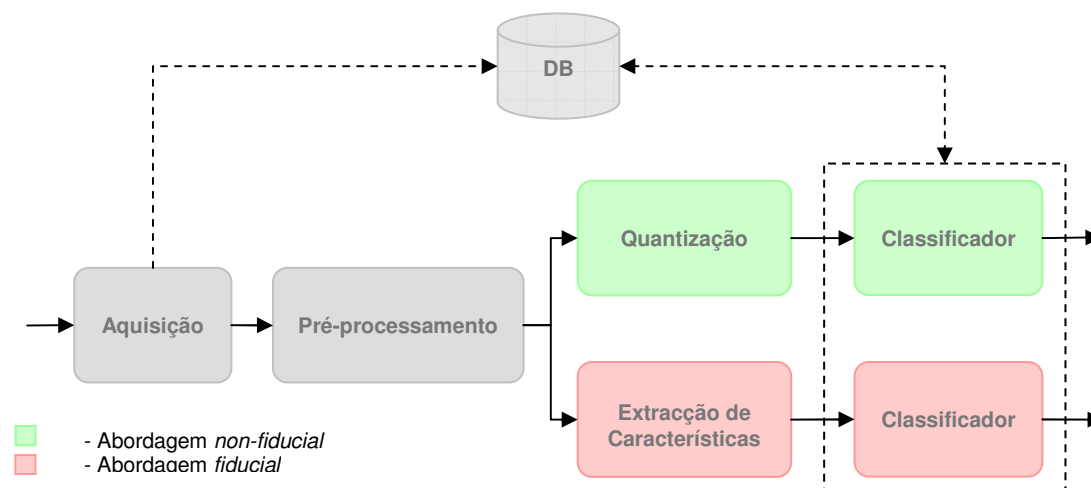 DB
Quantização
Classificador
Aquisição
Pré-processamento
Extracção de
Características
Classificador
- Abordagem non-fiducial
- Abordagem fiducial